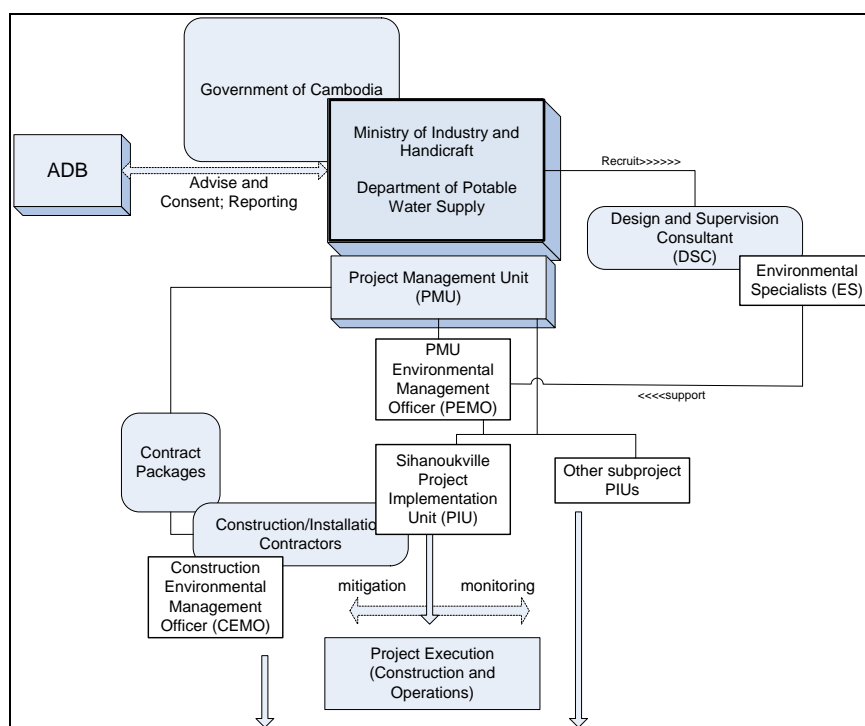 Government of Cambodia
Ministry of Industry and
Handicraft
Department of Potable
Water Supply
ADB
Advise and
Consent; Reporting
Recruit>>>>>>
Design and Supervision
Consultant
(DSC)
Environmental
Specialists (ES)
Project Management Unit
(PMU)
PMU
Environmental
Management
Officer (PEMO)
<<<<support
Contract
Packages
Sihanoukville
Project
Implementation
Unit (PIU)
Other subproject
PIUs
Construction/Installation
Contractors
Construction
Environmental
Management
Officer (CEMO)
mitigation
monitoring
Project Execution
(Construction and
Operations)